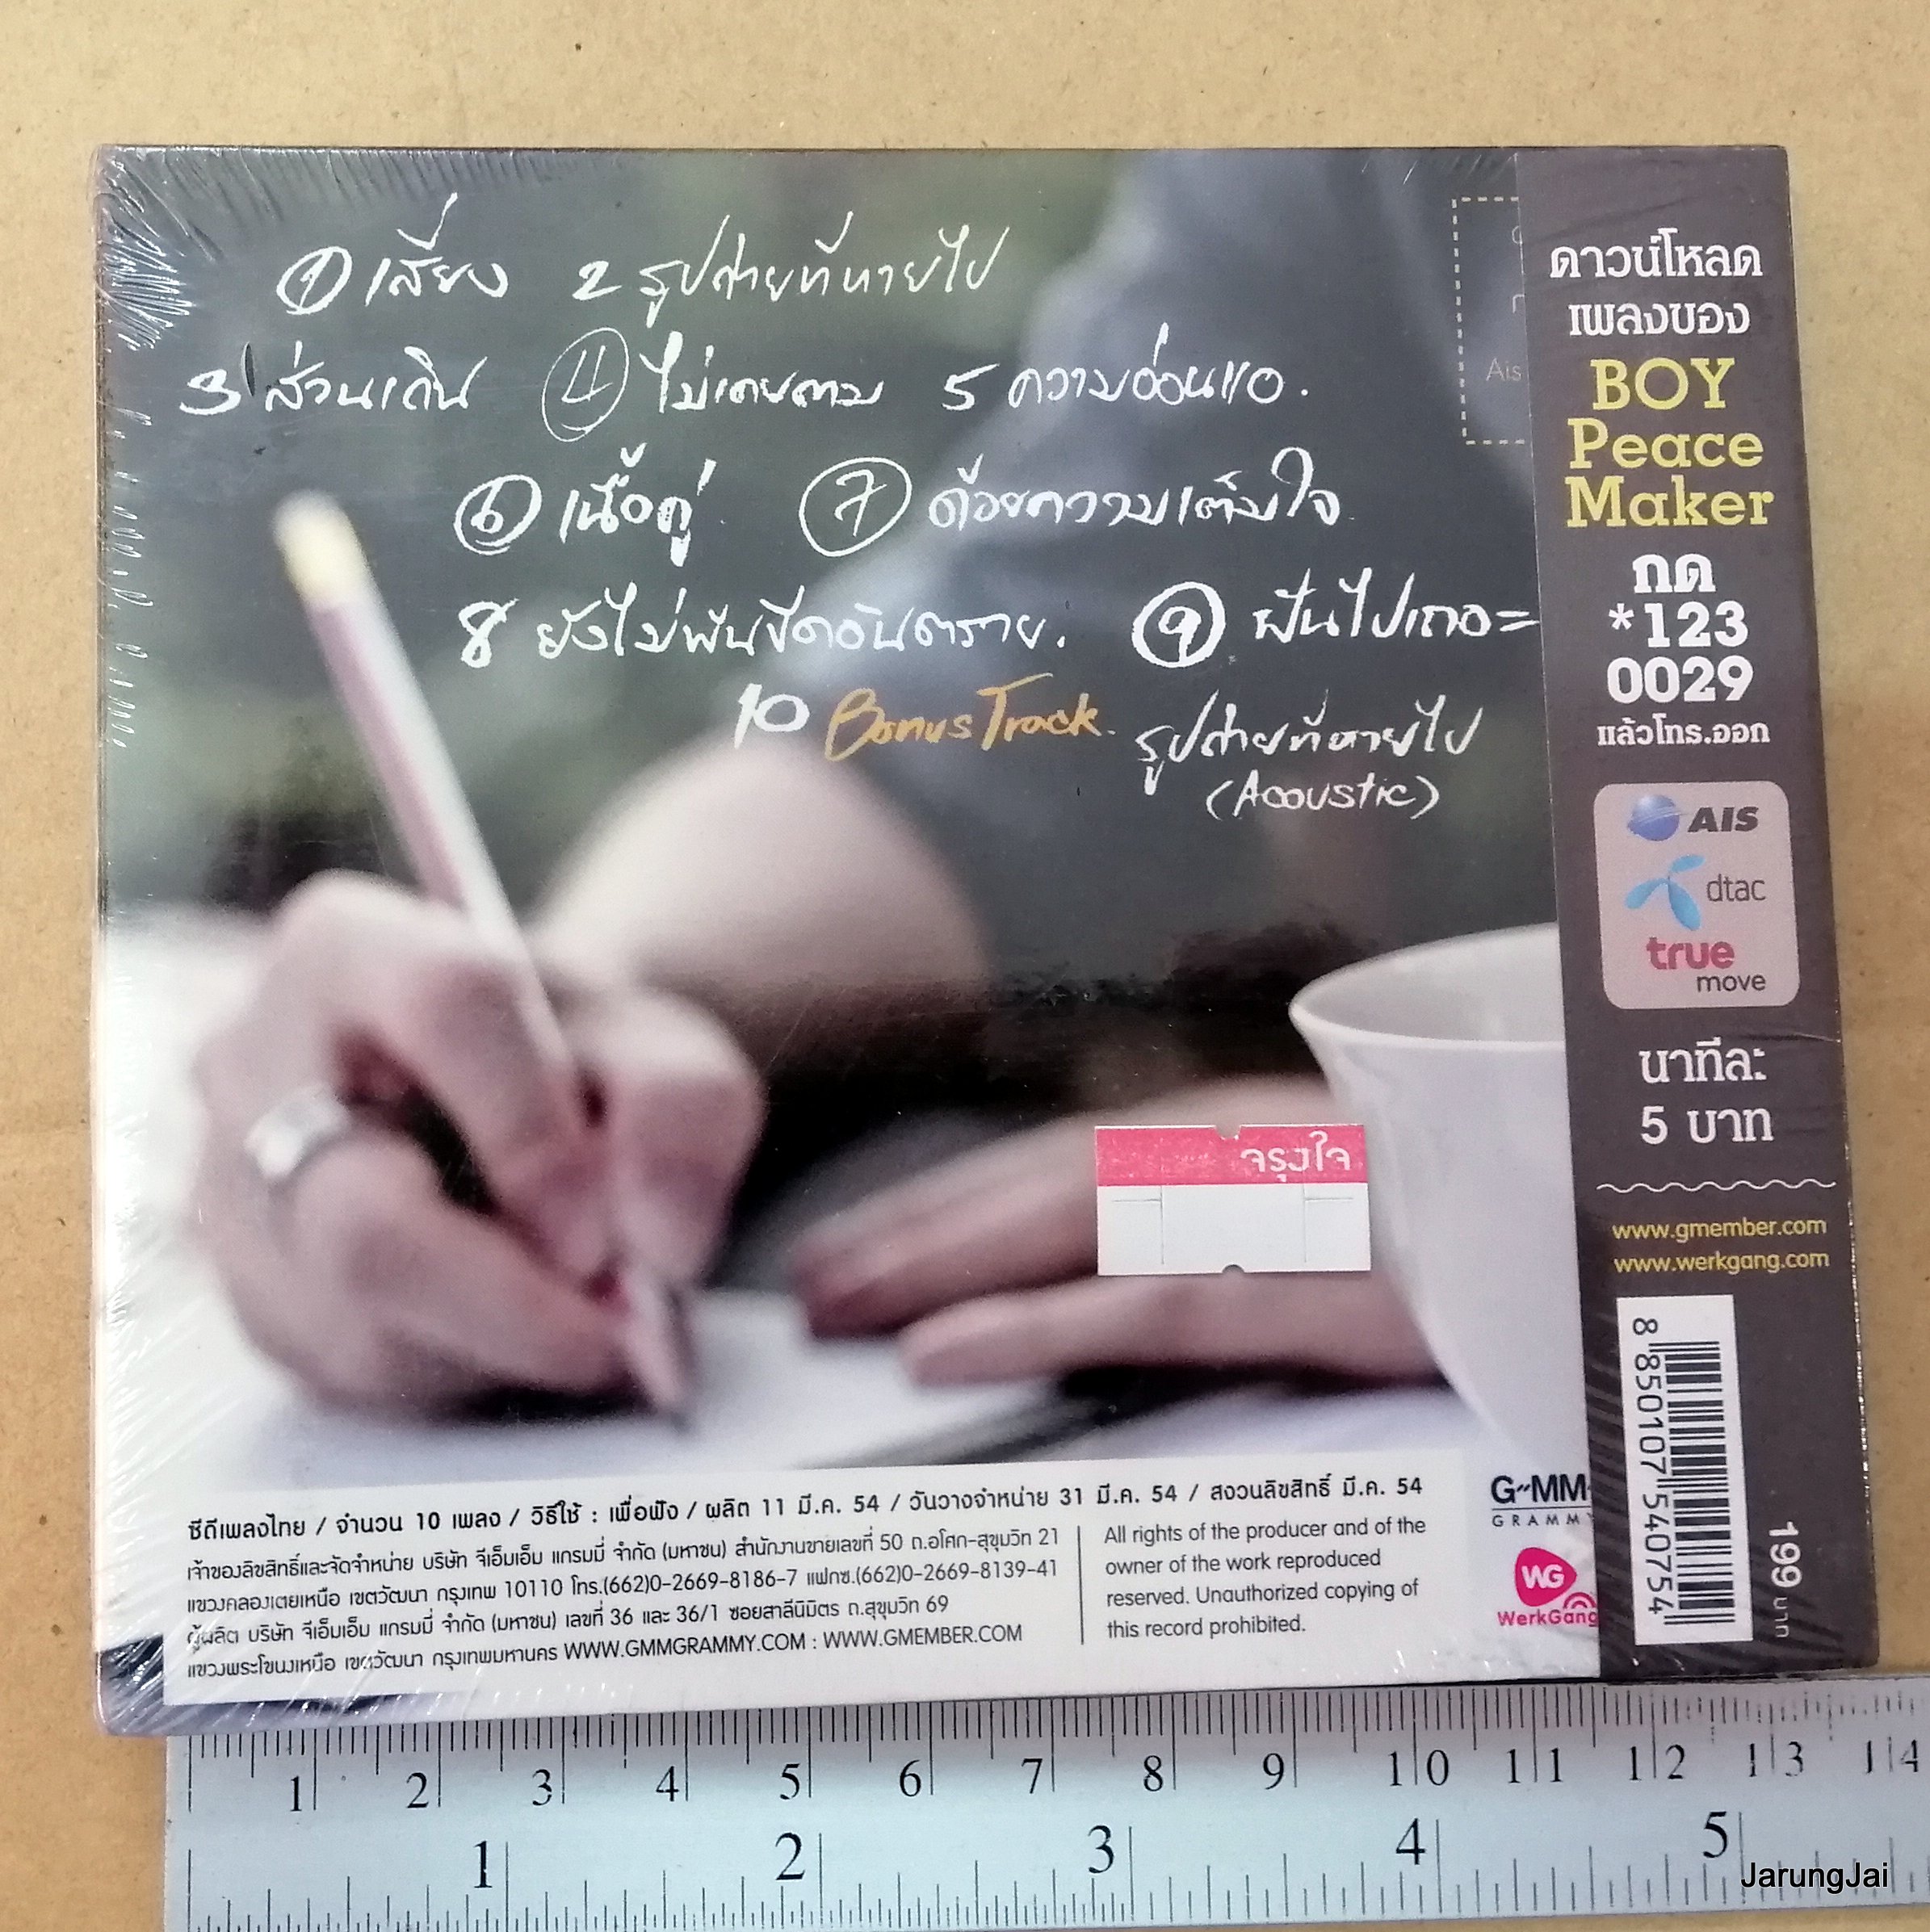 ① เสี่ยง 2 รูปถ่ายที่หายไป
3 ส่วนเกิน ④ ไม่เคยถาม 5 ความอ่อนแอ.
⑥ เนื้อคู่ ⑦ ด้วยความเต็มใจ
8 ยังไม่พ้นขีดอันตราย. ⑨ ฝันไปเถอะ
10 Bonus Track. รูปถ่ายที่หายไป
(Acoustic)
Ais
ดาวน์โหลด
เพลงของ
BOY
Peace
Maker
กด
*123
0029
แล้วโทร.ออก
AIS
dtac
true
move
นาทีละ
5 บาท
www.gmember.com
www.werkgang.com
8 850107 540754
199 บาท
จรุงใจ
ซีดีเพลงไทย / จำนวน 10 เพลง / วิธีใช้ : เพื่อฟัง / ผลิต 11 มี.ค. 54 / วันวางจำหน่าย 31 มี.ค. 54 / สงวนลิขสิทธิ์ มี.ค. 54
เจ้าของลิขสิทธิ์และจัดจำหน่าย บริษัท จีเอ็มเอ็ม แกรมมี่ จำกัด (มหาชน) สำนักงานขายเลขที่ 50 ถ.อโศก-สุขุมวิท 21
แขวงคลองเตยเหนือ เขตวัฒนา กรุงเทพ 10110 โทร.(662)0-2669-8186-7 แฟกซ.(662)0-2669-8139-41
ผู้ผลิต บริษัท จีเอ็มเอ็ม แกรมมี่ จำกัด (มหาชน) เลขที่ 36 และ 36/1 ซอยสาลีนิมิตร ถ.สุขุมวิท 69
แขวงพระโขนงเหนือ เขตวัฒนา กรุงเทพมหานคร WWW.GMMGRAMMY.COM : WWW.GMEMBER.COM
All rights of the producer and of the
owner of the work reproduced
reserved. Unauthorized copying of
this record prohibited.
GMM
GRAMMY
WG
WerkGang
1 2 3 4 5 6 7 8 9 10 11 12 13 14
1 2 3 4 5
JarungJai